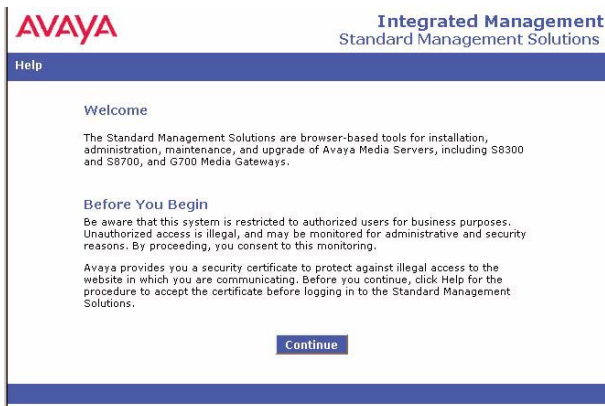 AVAYA
Integrated Management
Standard Management Solutions
Help
Welcome
The Standard Management Solutions are browser-based tools for installation,
administration, maintenance, and upgrade of Avaya Media Servers, including S8300
and S8700, and G700 Media Gateways.
Before You Begin
Be aware that this system is restricted to authorized users for business purposes.
Unauthorized access is illegal, and may be monitored for administrative and security
reasons. By proceeding, you consent to this monitoring.
Avaya provides you a security certificate to protect against illegal access to the
website in which you are communicating. Before you continue, click Help for the
procedure to accept the certificate before logging in to the Standard Management
Solutions.
Continue